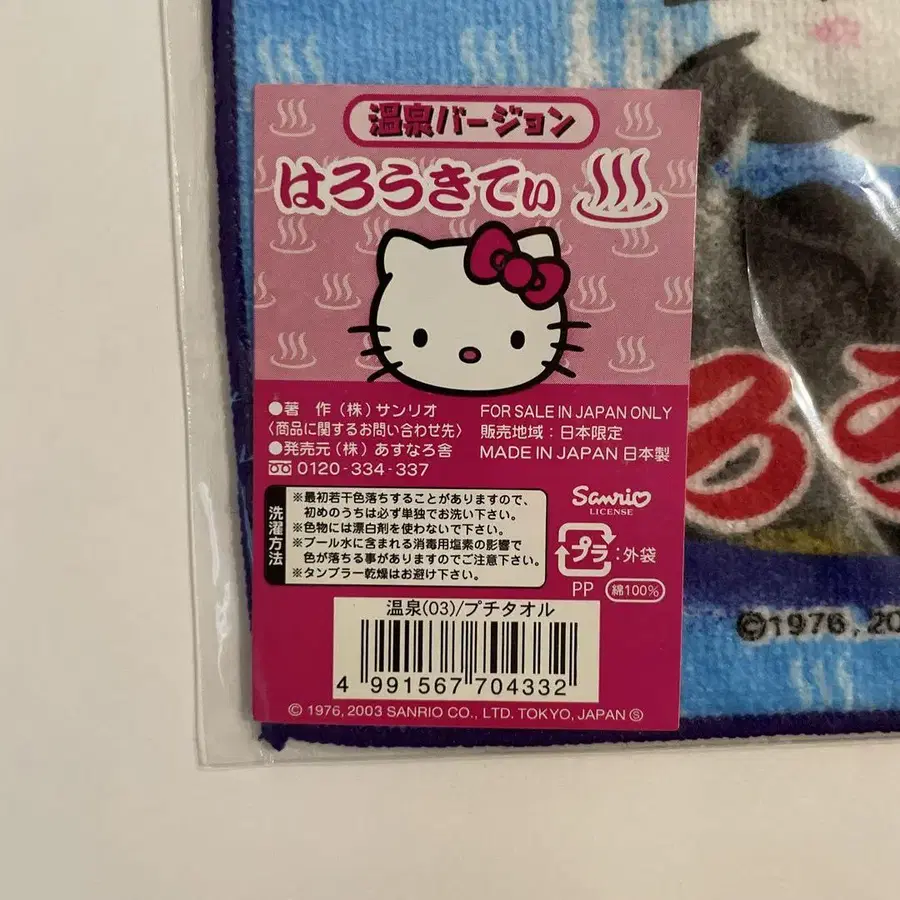 温泉バージョン
はろうきてぃ
●著 作(株)サンリオ
〈商品に関するお問い合わせ先〉
●発売元(株)あすなろ舎
0120-334-337
FOR SALE IN JAPAN ONLY
販売地域:日本限定
MADE IN JAPAN 日本製
洗濯方法
※最初若干色落ちすることがありますので、
初めのうちは必ず単独でお洗い下さい。
※色物には漂白剤を使わないで下さい。
※プール水に含まれる消毒用塩素の影響で
色が落ちる事がありますのでご注意下さい。
※タンブラー乾燥はお避け下さい。
Sanrio
LICENSE
プラ:外袋
PP 綿100%
温泉(03)/プチタオル
4 991567 704332
© 1976, 2003 SANRIO CO., LTD. TOKYO, JAPAN Ⓢ
ろう
©1976, 20